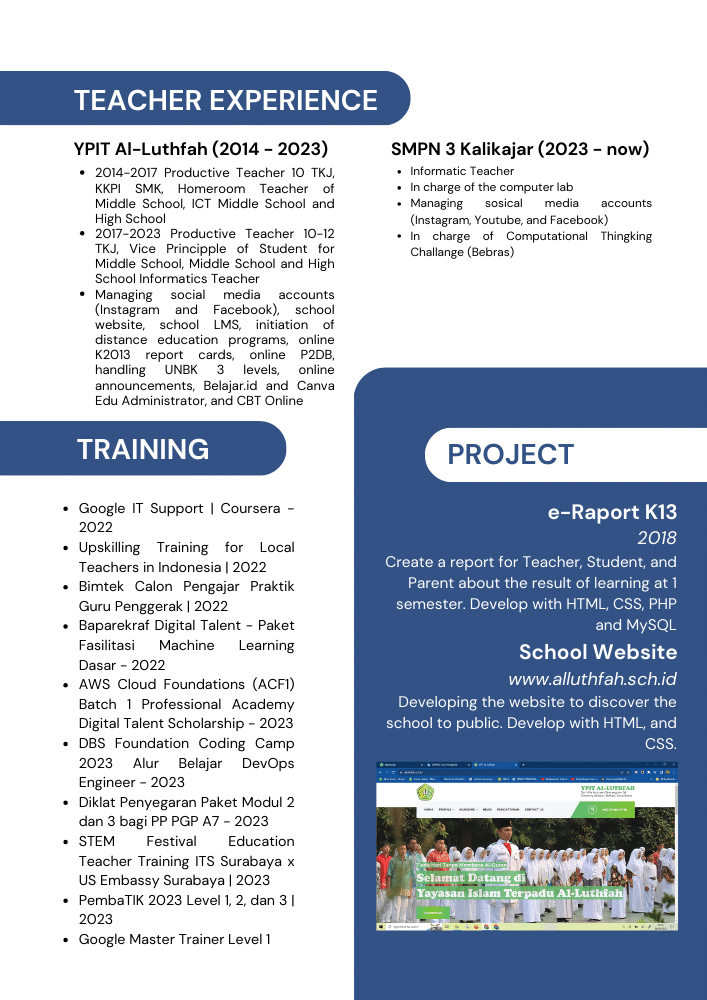 TEACHER EXPERIENCE
YPIT Al-Luthfah (2014 - 2023)
• 2014-2017 Productive Teacher 10 TKJ,
KKPI SMK, Homeroom Teacher of
Middle School, ICT Middle School and
High School
• 2017-2023 Productive Teacher 10-12
TKJ, Vice Principple of Student for
Middle School, Middle School and High
School Informatics Teacher
• Managing social media accounts
(Instagram and Facebook), school
website, school LMS, initiation of
distance education programs, online
K2013 report cards, online P2DB,
handling UNBK 3 levels, online
announcements, Belajar.id and Canva
Edu Administrator, and CBT Online
SMPN 3 Kalikajar (2023 - now)
• Informatic Teacher
• In charge of the computer lab
• Managing sosical media accounts
(Instagram, Youtube, and Facebook)
• In charge of Computational Thingking
Challange (Bebras)
TRAINING
• Google IT Support | Coursera -
2022
• Upskilling Training for Local
Teachers in Indonesia | 2022
• Bimtek Calon Pengajar Praktik
Guru Penggerak | 2022
• Baparekraf Digital Talent - Paket
Fasilitasi Machine Learning
Dasar - 2022
• AWS Cloud Foundations (ACF1)
Batch 1 Professional Academy
Digital Talent Scholarship - 2023
• DBS Foundation Coding Camp
2023 Alur Belajar DevOps
Engineer - 2023
• Diklat Penyegaran Paket Modul 2
dan 3 bagi PP PGP A7 - 2023
• STEM Festival Education
Teacher Training ITS Surabaya x
US Embassy Surabaya | 2023
• PembaTIK 2023 Level 1, 2, dan 3 |
2023
• Google Master Trainer Level 1
PROJECT
e-Raport K13
2018
Create a report for Teacher, Student, and
Parent about the result of learning at 1
semester. Develop with HTML, CSS, PHP
and MySQL
School Website
www.alluthfah.sch.id
Developing the website to discover the
school to public. Develop with HTML, and
CSS.
YPIT AL-LUTHFAH
HOME PROFILE ACADEMIC NEWS PENDAFTARAN CONTACT US
Tiada Hari Tanpa Membaca Al-Quran
Selamat Datang di
Yayasan Islam Terpadu Al-Luthfah